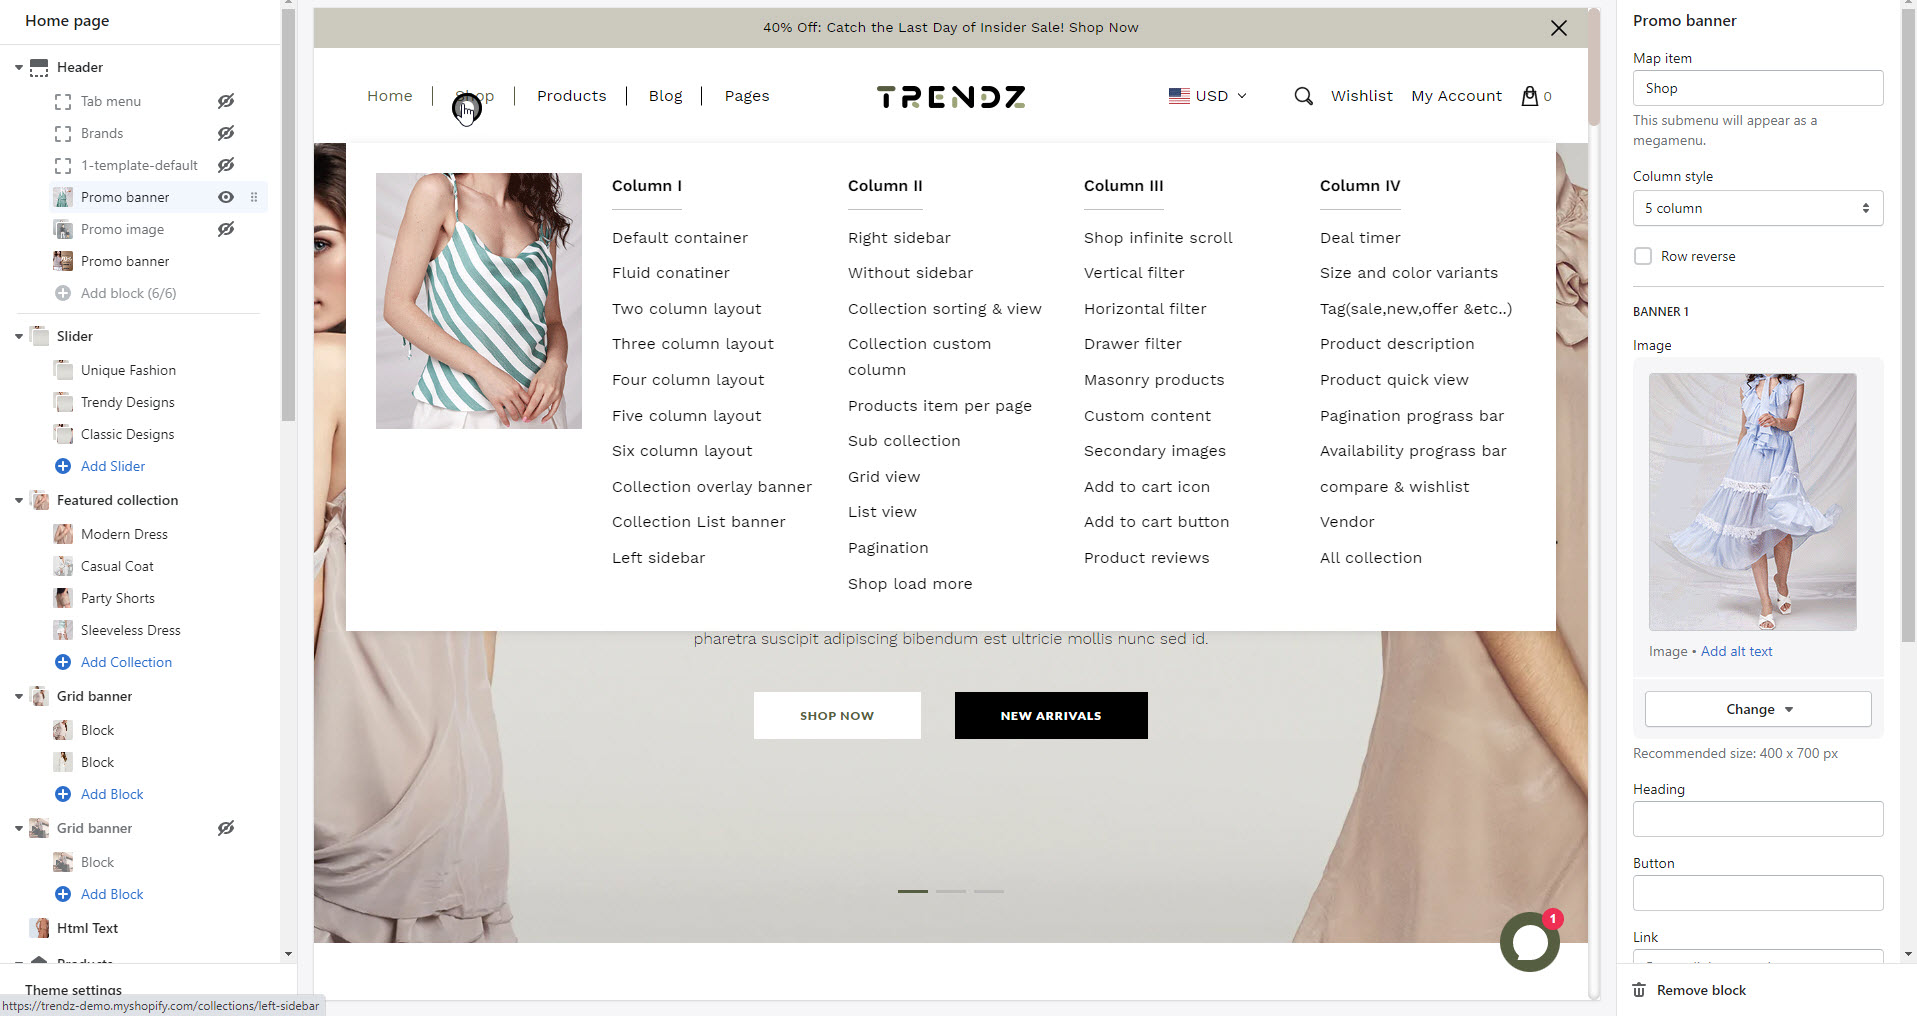 Home page
Header
Tab menu
Brands
1-template-default
Promo banner
Promo image
Promo banner
Add block (6/6)
Slider
Unique Fashion
Trendy Designs
Classic Designs
Add Slider
Featured collection
Modern Dress
Casual Coat
Party Shorts
Sleeveless Dress
Add Collection
Grid banner
Block
Block
Add Block
Grid banner
Block
Add Block
Html Text
Products
Theme settings
https://trendz-demo.myshopify.com/collections/left-sidebar
40% Off: Catch the Last Day of Insider Sale! Shop Now
Home Shop Products Blog Pages TRENDZ USD Wishlist My Account 0
Column I
Default container
Fluid conatiner
Two column layout
Three column layout
Four column layout
Five column layout
Six column layout
Collection overlay banner
Collection List banner
Left sidebar
Column II
Right sidebar
Without sidebar
Collection sorting & view
Collection custom
column
Products item per page
Sub collection
Grid view
List view
Pagination
Shop load more
Column III
Shop infinite scroll
Vertical filter
Horizontal filter
Drawer filter
Masonry products
Custom content
Secondary images
Add to cart icon
Add to cart button
Product reviews
Column IV
Deal timer
Size and color variants
Tag(sale,new,offer &etc..)
Product description
Product quick view
Pagination prograss bar
Availability prograss bar
compare & wishlist
Vendor
All collection
pharetra suscipit adipiscing bibendum est ultricie mollis nunc sed id.
SHOP NOW
NEW ARRIVALS
1
Promo banner
Map item
Shop
This submenu will appear as a
megamenu.
Column style
5 column
Row reverse
BANNER 1
Image
Image • Add alt text
Change
Recommended size: 400 x 700 px
Heading
Button
Link
Remove block